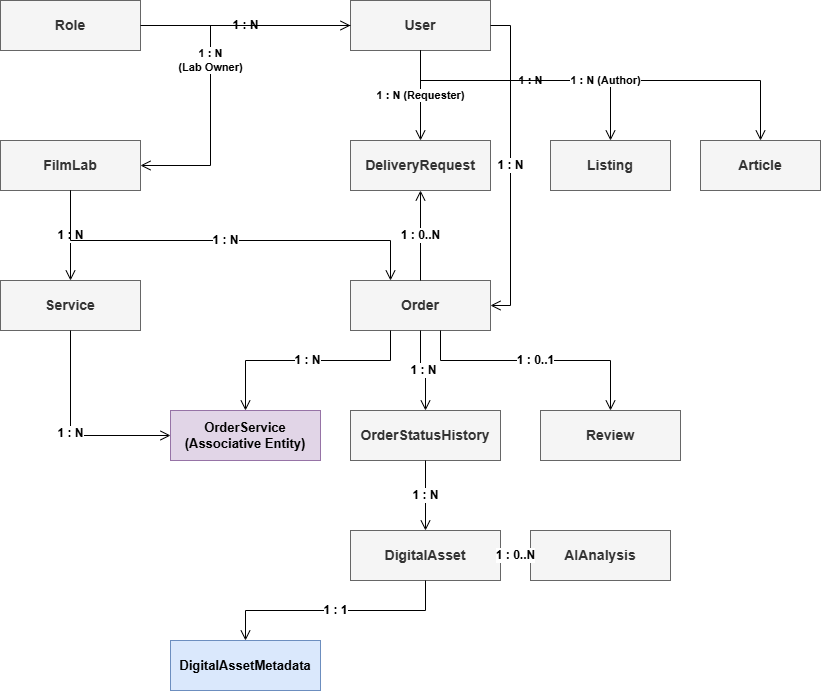 Role
1 : N
User
1 : N
(Lab Owner)
1 : N
1 : N (Author)
1 : N (Requester)
FilmLab
DeliveryRequest
1 : N
Listing
Article
1 : N
1 : N
1 : 0..N
Service
Order
1 : N
1 : N
1 : 0..1
1 : N
OrderService
(Associative Entity)
OrderStatusHistory
Review
1 : N
DigitalAsset
1 : 0..N
AIAnalysis
1 : 1
DigitalAssetMetadata